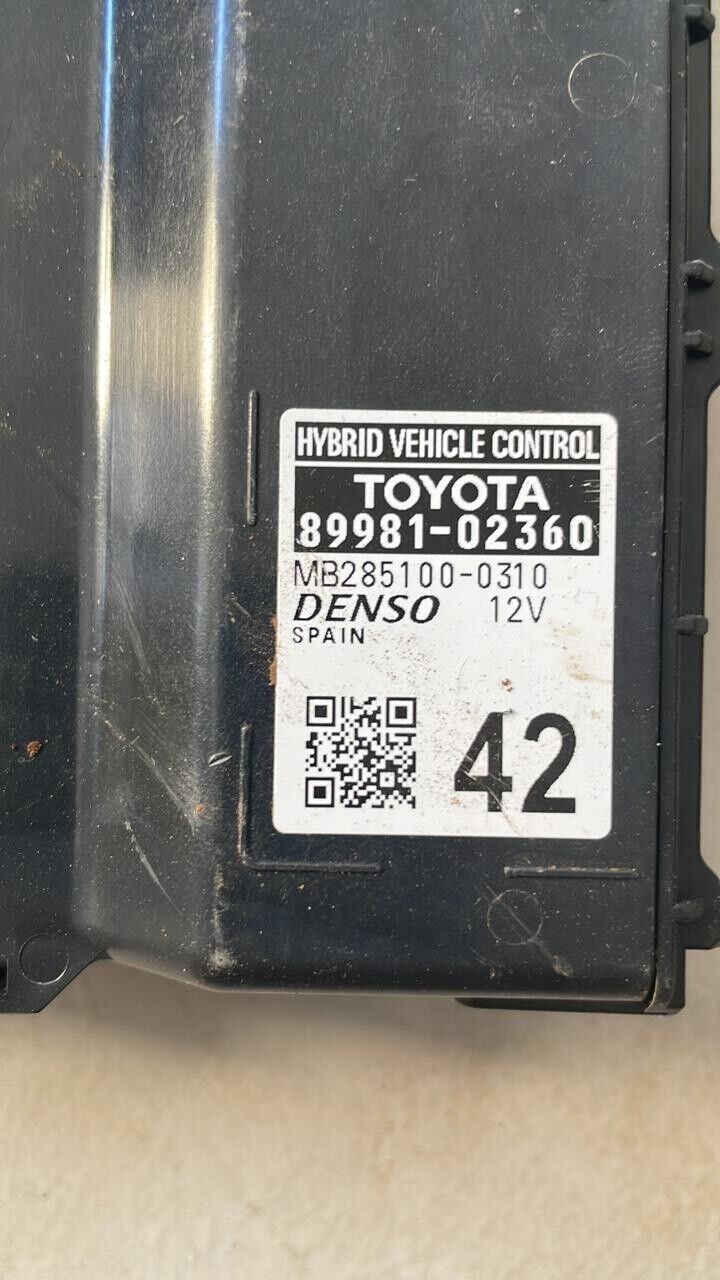 HYBRID VEHICLE CONTROL
TOYOTA
89981-02360
MB285100-0310
DENSO 12V
SPAIN
42